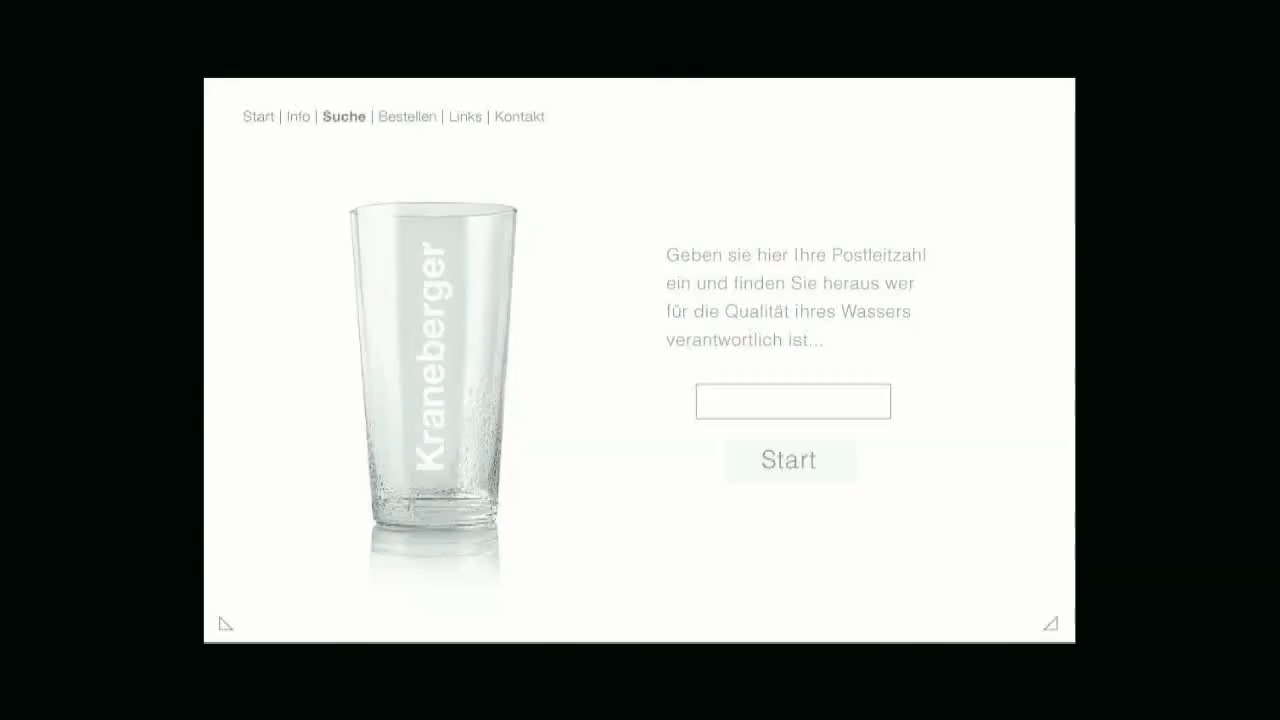 Start | Info | Suche | Bestellen | Links | Kontakt
Kraneberger
Geben sie hier Ihre Postleitzahl
ein und finden Sie heraus wer
für die Qualität ihres Wassers
verantwortlich ist...
Start